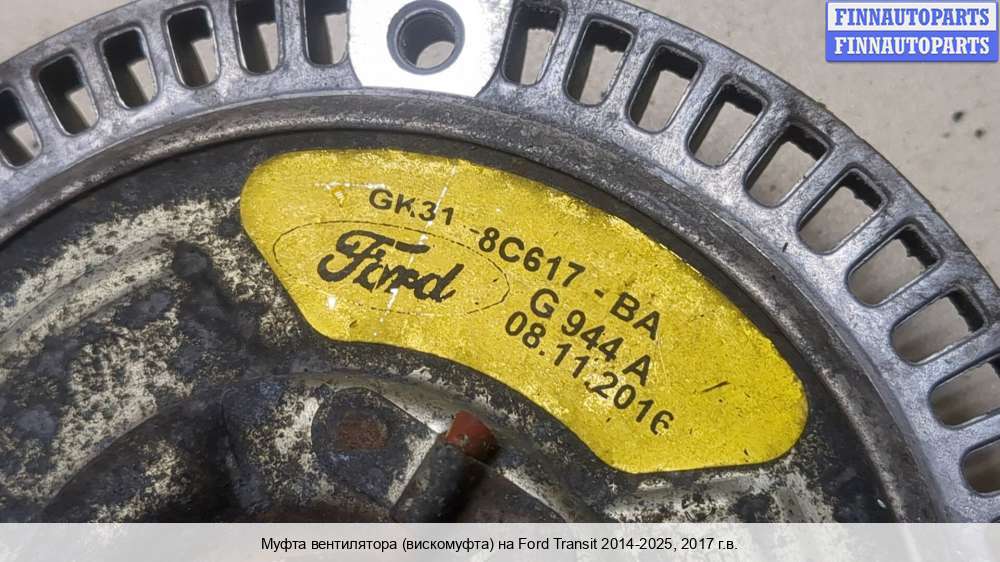 FINNAUTOPARTS
FINNAUTOPARTS
GK31 -8C617 - BA
Ford
G 944 A
08.11.2016
Муфта вентилятора (вискомуфта) на Ford Transit 2014-2025, 2017 г.в.